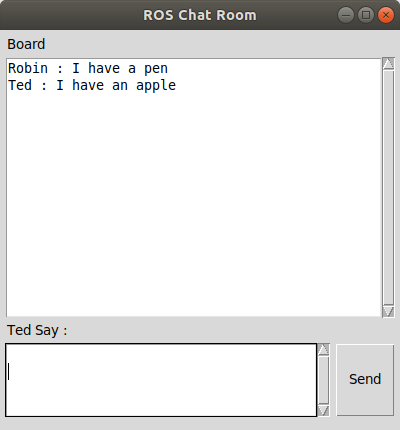 ROS Chat Room
Board
Robin : I have a pen
Ted : I have an apple
Ted Say :
Send